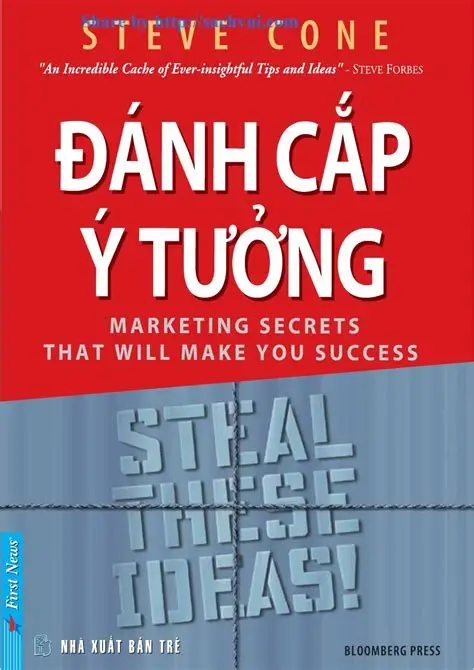 Share by http://sachvui.com
STEVE CONE
"An Incredible Cache of Ever-insightful Tips and Ideas" - STEVE FORBES
ĐÁNH CẮP
Ý TƯỞNG
MARKETING SECRETS
THAT WILL MAKE YOU SUCCESS
STEAL
THESE
IDEAS!
First News
NHÀ XUẤT BẢN TRẺ
BLOOMBERG PRESS